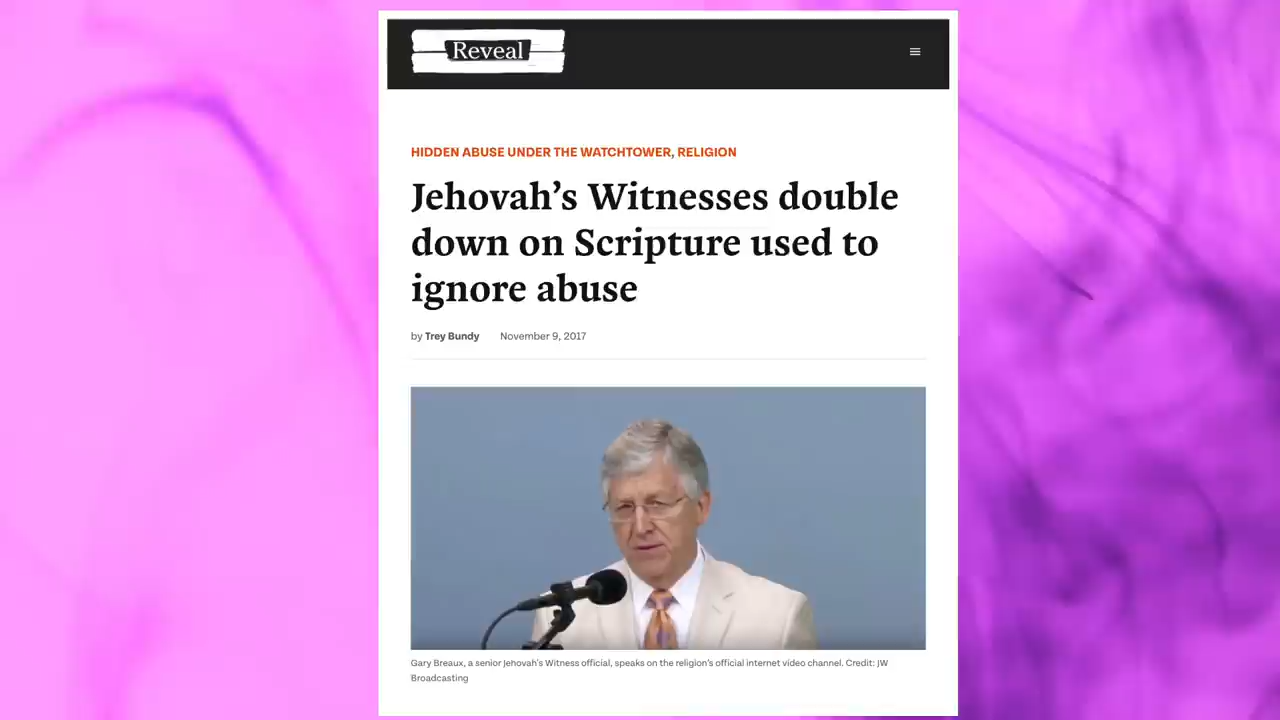 Reveal
HIDDEN ABUSE UNDER THE WATCHTOWER, RELIGION
Jehovah’s Witnesses double
down on Scripture used to
ignore abuse
by Trey Bundy November 9, 2017
Gary Breaux, a senior Jehovah's Witness official, speaks on the religion’s official internet video channel. Credit: JW
Broadcasting